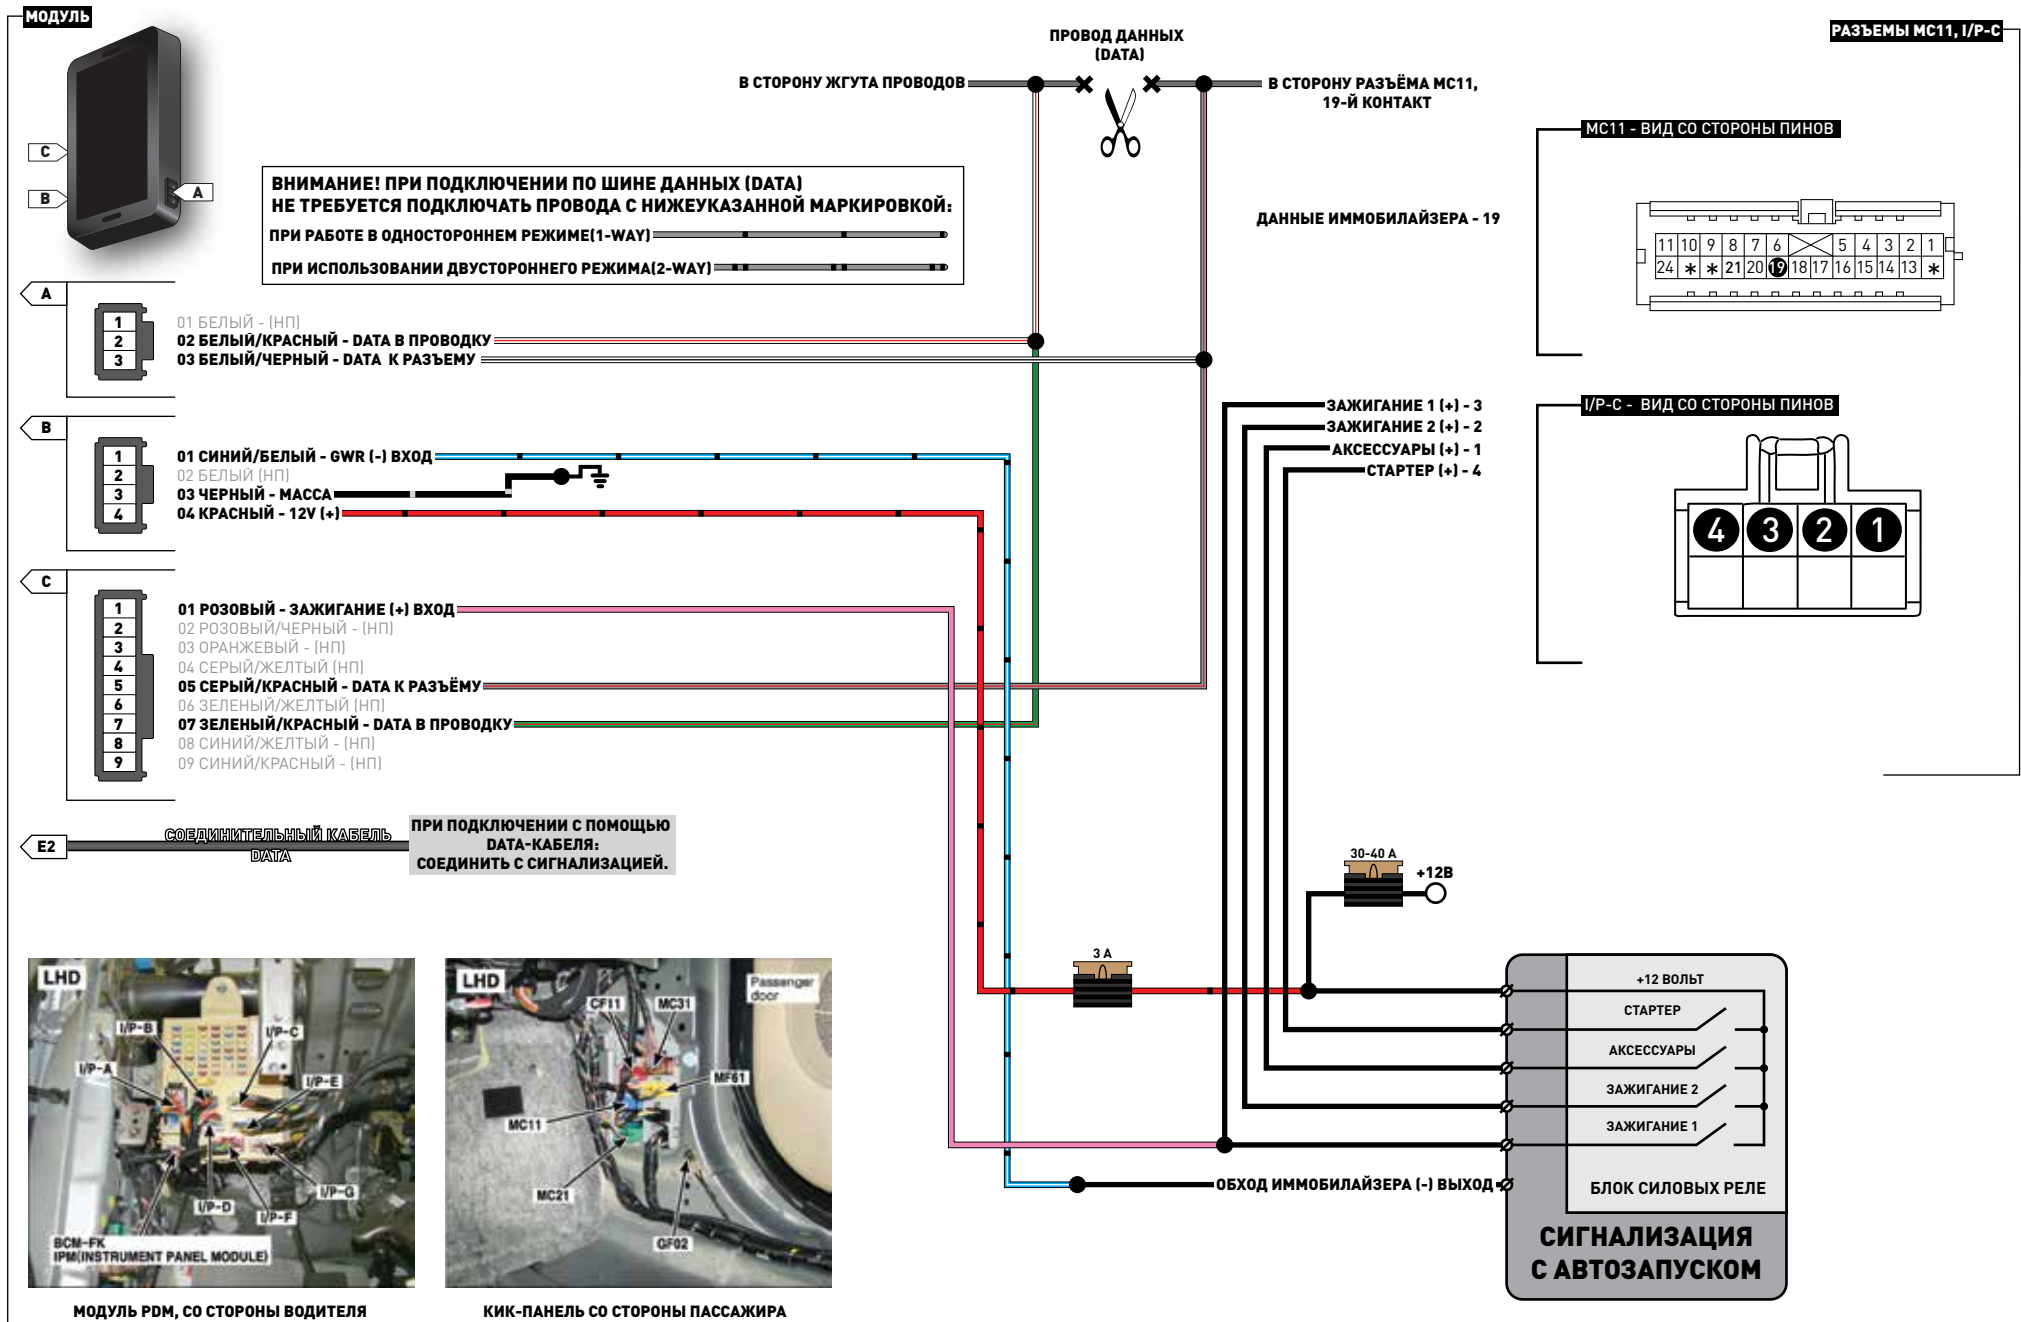 МОДУЛЬ
РАЗЪЕМЫ МС11, I/P-C
ПРОВОД ДАННЫХ
(DATA)
В СТОРОНУ ЖГУТА ПРОВОДОВ
В СТОРОНУ РАЗЪЁМА МС11,
19-Й КОНТАКТ
C
B
A
ВНИМАНИЕ! ПРИ ПОДКЛЮЧЕНИИ ПО ШИНЕ ДАННЫХ (DATA)
НЕ ТРЕБУЕТСЯ ПОДКЛЮЧАТЬ ПРОВОДА С НИЖЕУКАЗАННОЙ МАРКИРОВКОЙ:
ПРИ РАБОТЕ В ОДНОСТОРОННЕМ РЕЖИМЕ(1-WAY)
ПРИ ИСПОЛЬЗОВАНИИ ДВУСТОРОННЕГО РЕЖИМА(2-WAY)
МС11 - ВИД СО СТОРОНЫ ПИНОВ
ДАННЫЕ ИММОБИЛАЙЗЕРА - 19
11 10 9 8 7 6 5 4 3 2 1
24 * * 21 20 19 18 17 16 15 14 13 *
A
1
2
3
01 БЕЛЫЙ - (НП)
02 БЕЛЫЙ/КРАСНЫЙ - DATA В ПРОВОДКУ
03 БЕЛЫЙ/ЧЕРНЫЙ - DATA К РАЗЪЕМУ
B
1
2
3
4
01 СИНИЙ/БЕЛЫЙ - GWR (-) ВХОД
02 БЕЛЫЙ (НП)
03 ЧЕРНЫЙ - МАССА
04 КРАСНЫЙ - 12V (+)
ЗАЖИГАНИЕ 1 (+) - 3
ЗАЖИГАНИЕ 2 (+) - 2
АКСЕССУАРЫ (+) - 1
СТАРТЕР (+) - 4
I/P-C - ВИД СО СТОРОНЫ ПИНОВ
4 3 2 1
C
1
2
3
4
5
6
7
8
9
01 РОЗОВЫЙ - ЗАЖИГАНИЕ (+) ВХОД
02 РОЗОВЫЙ/ЧЕРНЫЙ - (НП)
03 ОРАНЖЕВЫЙ - (НП)
04 СЕРЫЙ/ЖЕЛТЫЙ (НП)
05 СЕРЫЙ/КРАСНЫЙ - DATA К РАЗЪЁМУ
06 ЗЕЛЕНЫЙ/ЖЕЛТЫЙ (НП)
07 ЗЕЛЕНЫЙ/КРАСНЫЙ - DATA В ПРОВОДКУ
08 СИНИЙ/ЖЕЛТЫЙ - (НП)
09 СИНИЙ/КРАСНЫЙ - (НП)
E2
СОЕДИНИТЕЛЬНЫЙ КАБЕЛЬ
DATA
ПРИ ПОДКЛЮЧЕНИИ С ПОМОЩЬЮ
DATA-КАБЕЛЯ:
СОЕДИНИТЬ С СИГНАЛИЗАЦИЕЙ.
30-40 А
+12В
3 А
+12 ВОЛЬТ
СТАРТЕР
АКСЕССУАРЫ
ЗАЖИГАНИЕ 2
ЗАЖИГАНИЕ 1
БЛОК СИЛОВЫХ РЕЛЕ
ОБХОД ИММОБИЛАЙЗЕРА (-) ВЫХОД
СИГНАЛИЗАЦИЯ
С АВТОЗАПУСКОМ
LHD
I/P-B
I/P-C
I/P-A
I/P-E
I/P-G
I/P-D
I/P-F
BCM-FK
IPM(INSTRUMENT PANEL MODULE)
МОДУЛЬ PDM, СО СТОРОНЫ ВОДИТЕЛЯ
LHD
Passenger
door
CF11
MC31
MF61
MC11
MC21
GF02
КИК-ПАНЕЛЬ СО СТОРОНЫ ПАССАЖИРА